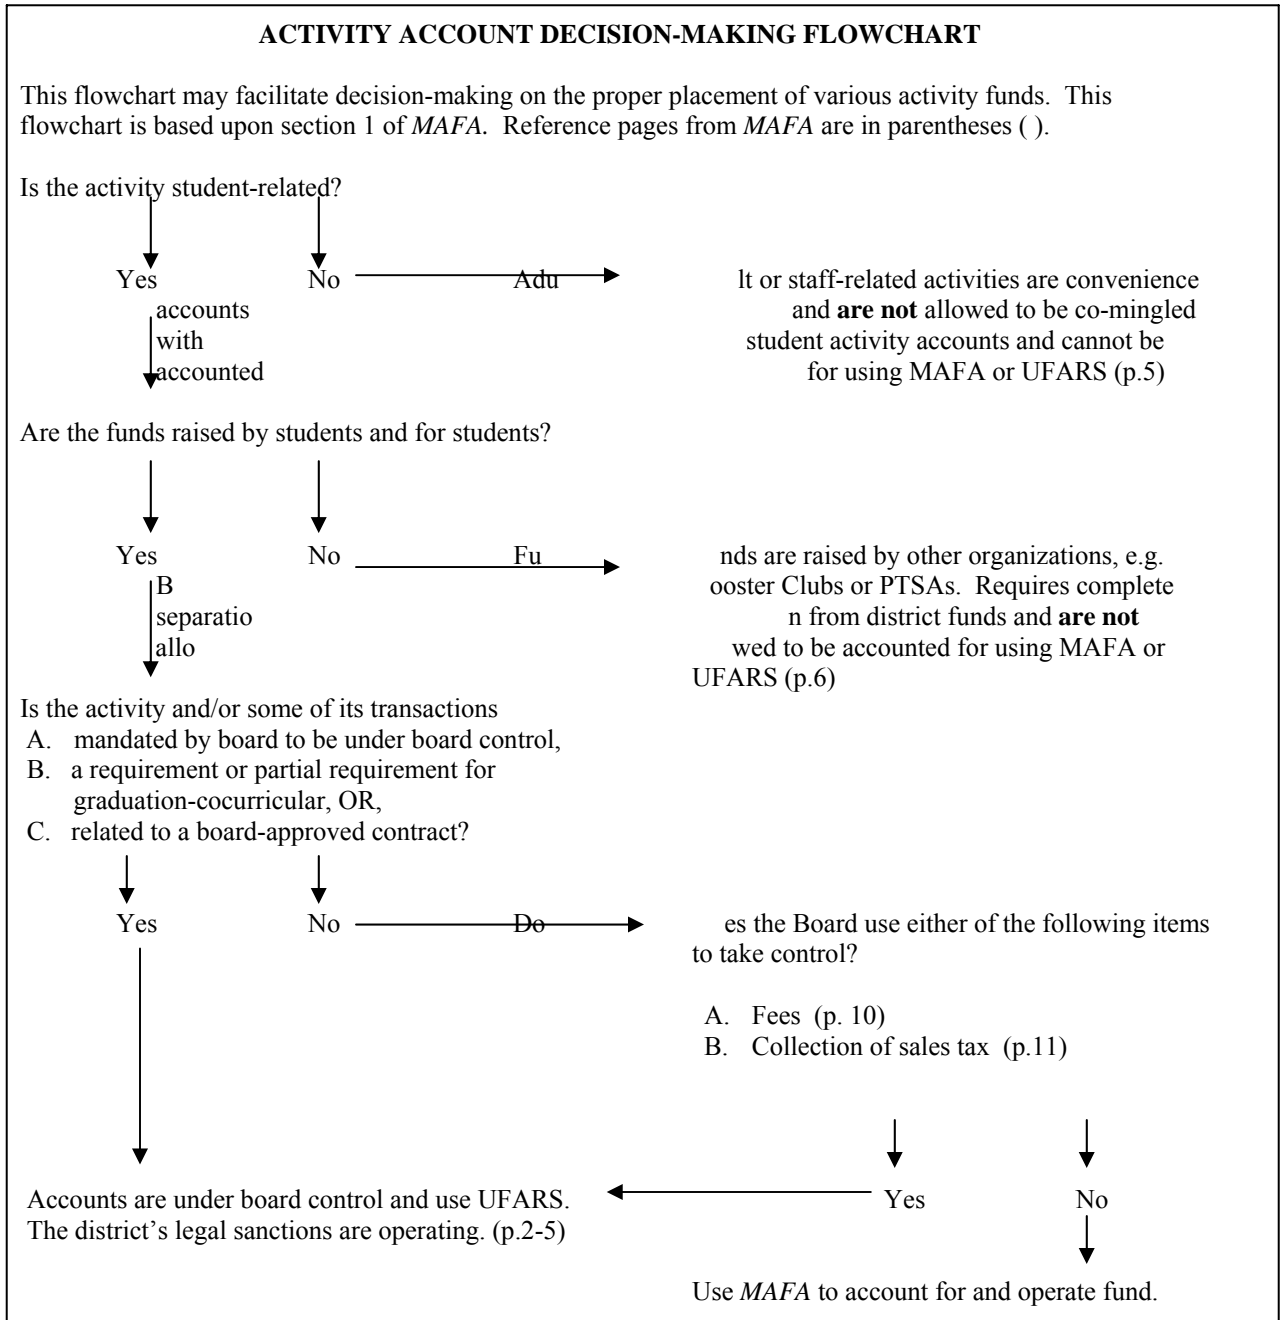 ACTIVITY ACCOUNT DECISION-MAKING FLOWCHART
This flowchart may facilitate decision-making on the proper placement of various activity funds. This
flowchart is based upon section 1 of MAFA. Reference pages from MAFA are in parentheses ( ).
Is the activity student-related?
Yes No Adu lt or staff-related activities are convenience
accounts and are not allowed to be co-mingled
with student activity accounts and cannot be
accounted for using MAFA or UFARS (p.5)
Are the funds raised by students and for students?
Yes No Fu nds are raised by other organizations, e.g.
B ooster Clubs or PTSAs. Requires complete
separatio n from district funds and are not
allo wed to be accounted for using MAFA or
UFARS (p.6)
Is the activity and/or some of its transactions
A. mandated by board to be under board control,
B. a requirement or partial requirement for
graduation-cocurricular, OR,
C. related to a board-approved contract?
Yes No Do es the Board use either of the following items
to take control?
A. Fees (p. 10)
B. Collection of sales tax (p.11)
Accounts are under board control and use UFARS. Yes No
The district's legal sanctions are operating. (p.2-5)
Use MAFA to account for and operate fund.